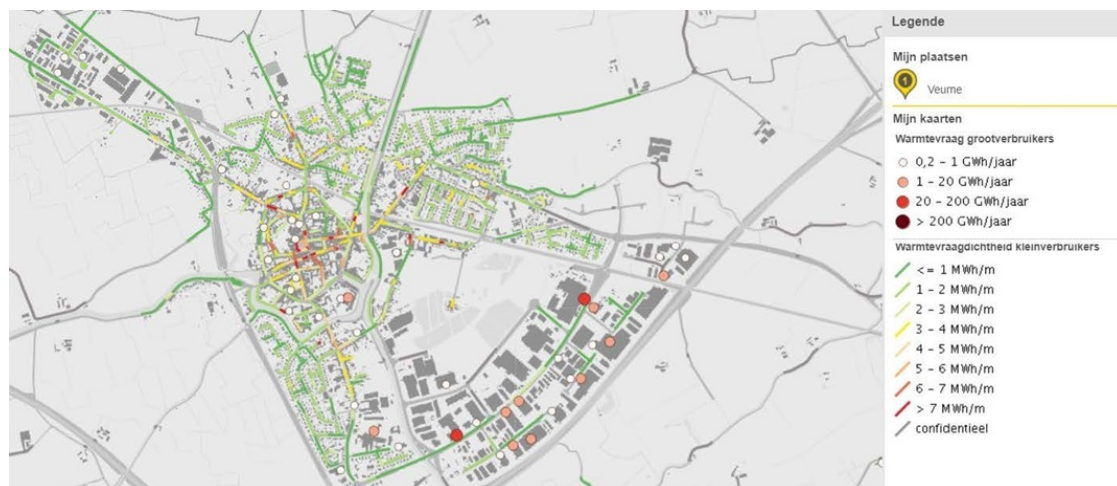 Legende
Mijn plaatsen
1
Veurne
Mijn kaarten
Warmtevraag grootverbruikers
0,2 - 1 GWh/jaar
1 - 20 GWh/jaar
20 - 200 GWh/jaar
> 200 GWh/jaar
Warmtevraagdichtheid kleinverbruikers
<= 1 MWh/m
1 - 2 MWh/m
2 - 3 MWh/m
3 - 4 MWh/m
4 - 5 MWh/m
5 - 6 MWh/m
6 - 7 MWh/m
> 7 MWh/m
confidentieel